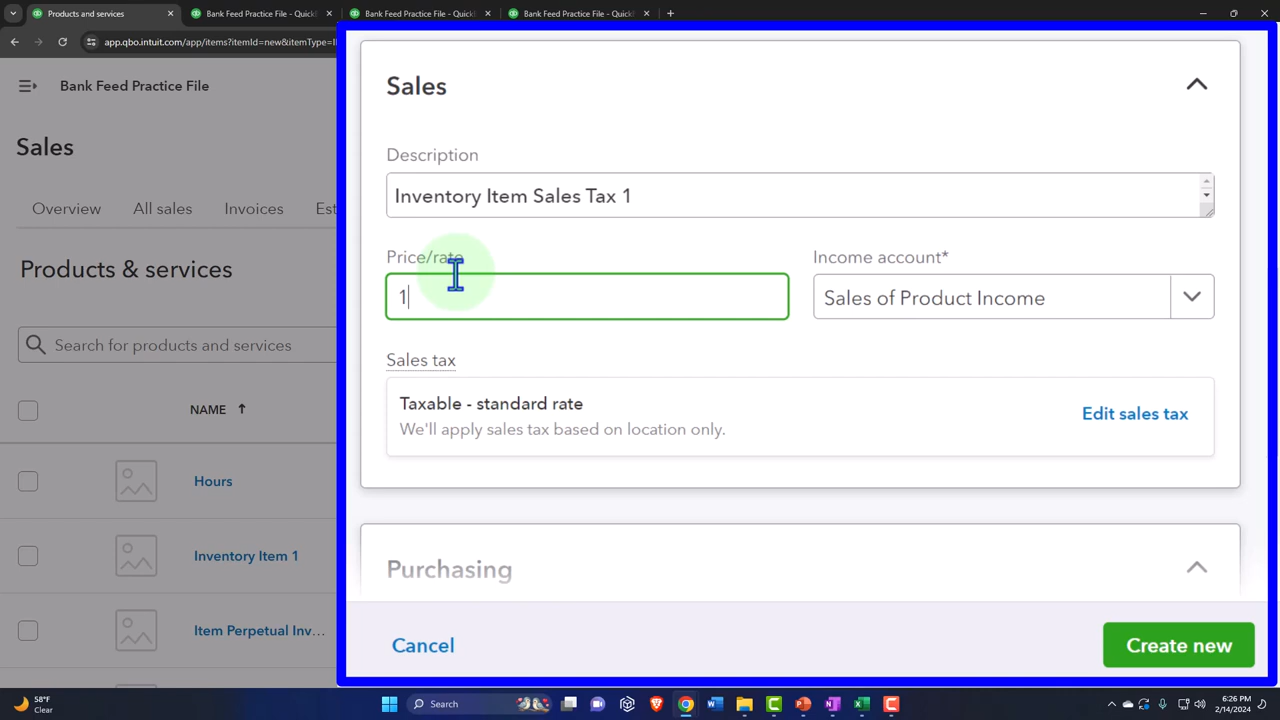 Products and services
Bank Feed Practice File - QuickS
Bank Feed Practice File - QuickS
Bank Feed Practice File - QuickS
app.qbo.intuit.com/app/items?itemId=new&itemType=I
Bank Feed Practice File
Sales
Overview
All sales
Invoices
Est
Products & services
Search for products and services
NAME
Hours
Inventory Item 1
Item Perpetual Inv...
Sales
Description
Inventory Item Sales Tax 1
Price/rate
Income account*
1
Sales of Product Income
Sales tax
Taxable - standard rate
We'll apply sales tax based on location only.
Edit sales tax
Purchasing
Cancel
Create new
58°F
Clear
Search
6:26 PM
2/14/2024